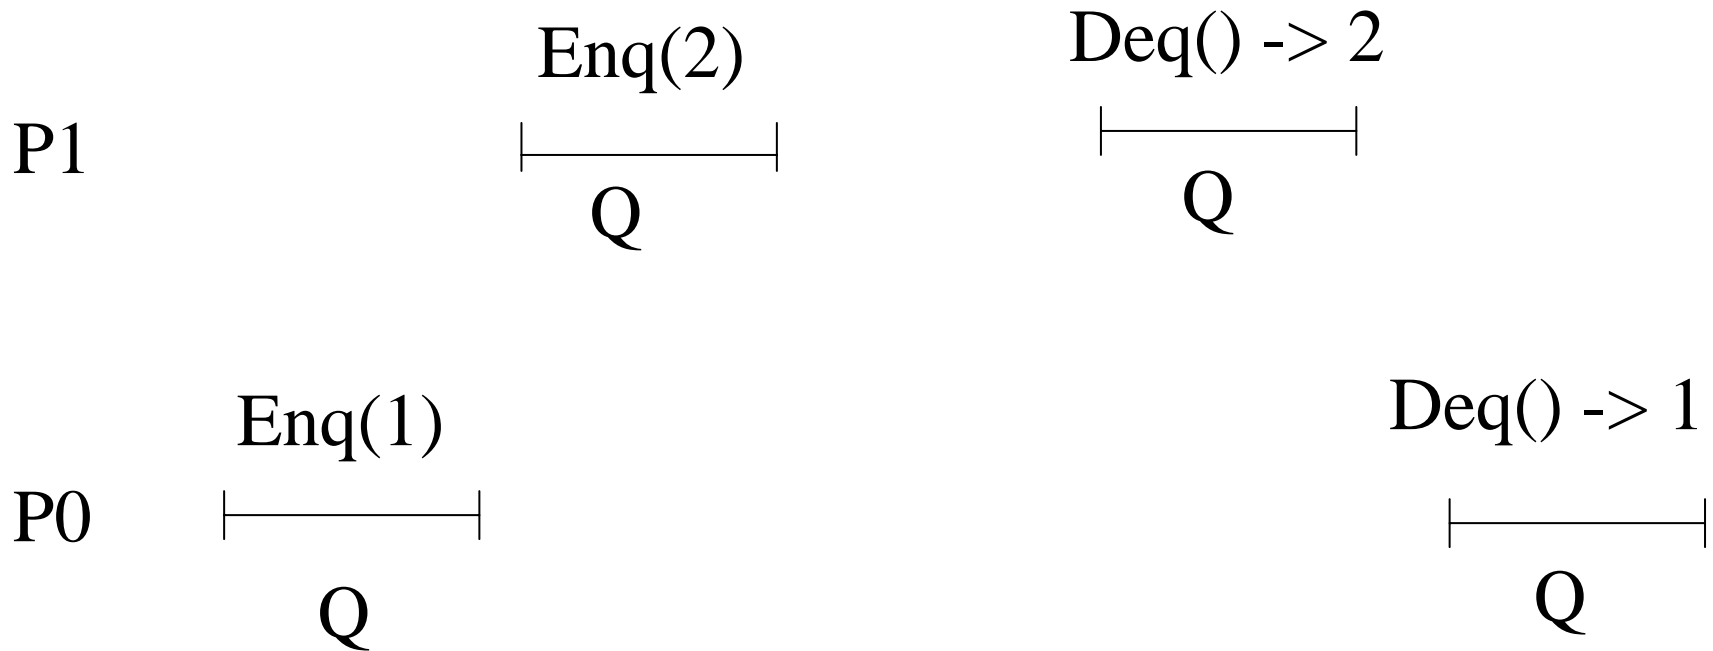 Enq(2)
Deq() -> 2
P1
Q
Q
Enq(1)
Deq() -> 1
P0
Q
Q